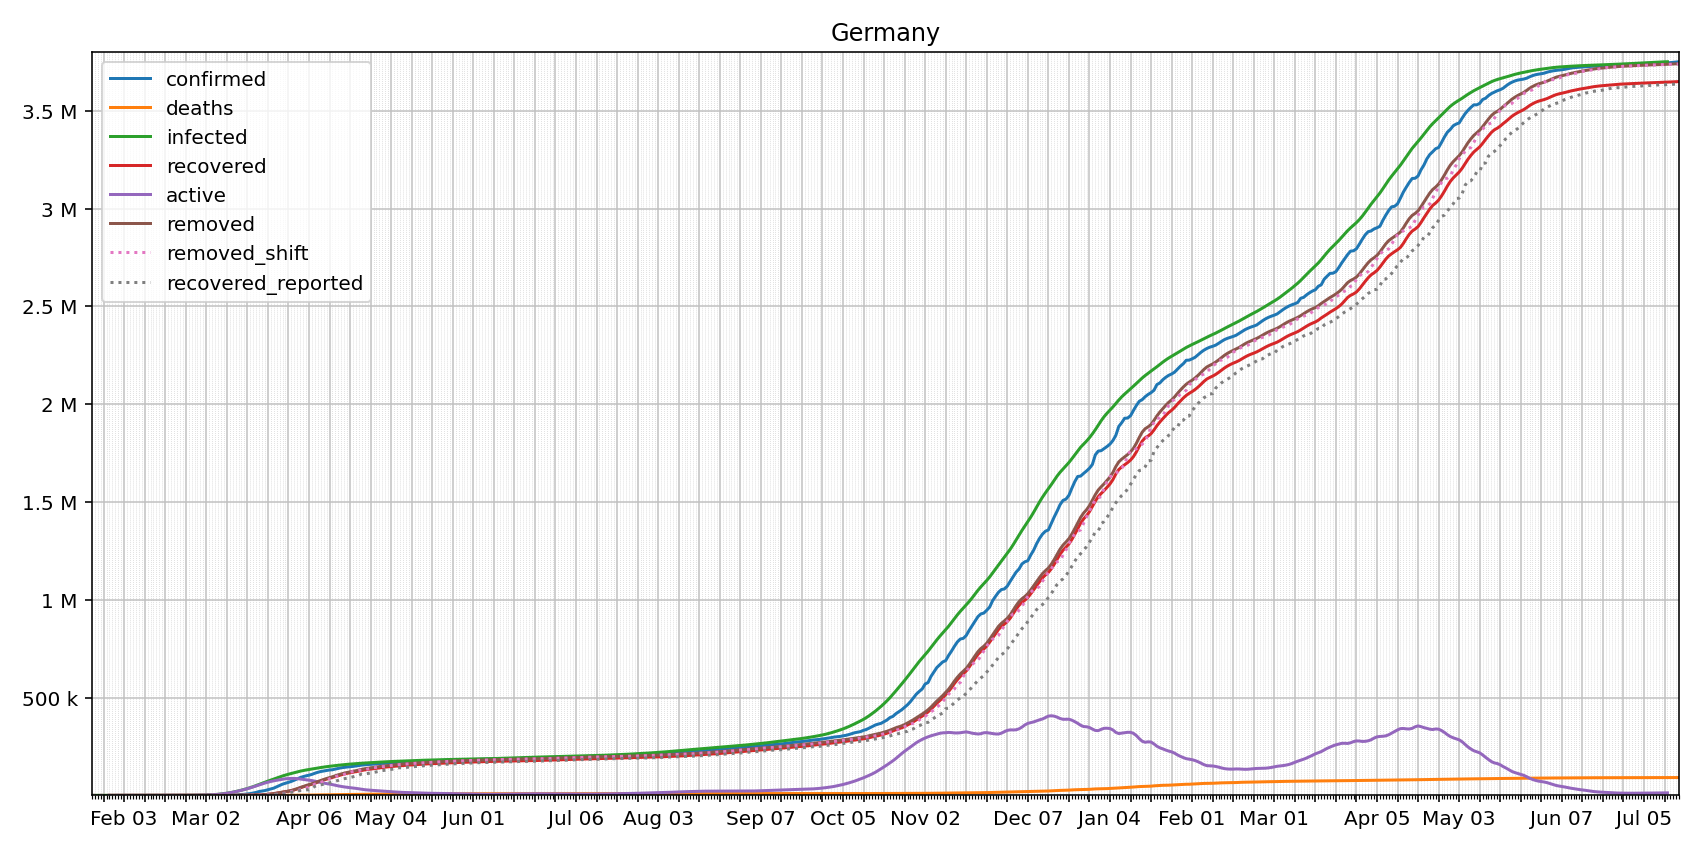 Germany
confirmed
deaths
infected
recovered
active
removed
removed_shift
recovered_reported
3.5 M
3 M
2.5 M
2 M
1.5 M
1 M
500 k
Feb 03 Mar 02 Apr 06 May 04 Jun 01 Jul 06 Aug 03 Sep 07 Oct 05 Nov 02 Dec 07 Jan 04 Feb 01 Mar 01 Apr 05 May 03 Jun 07 Jul 05